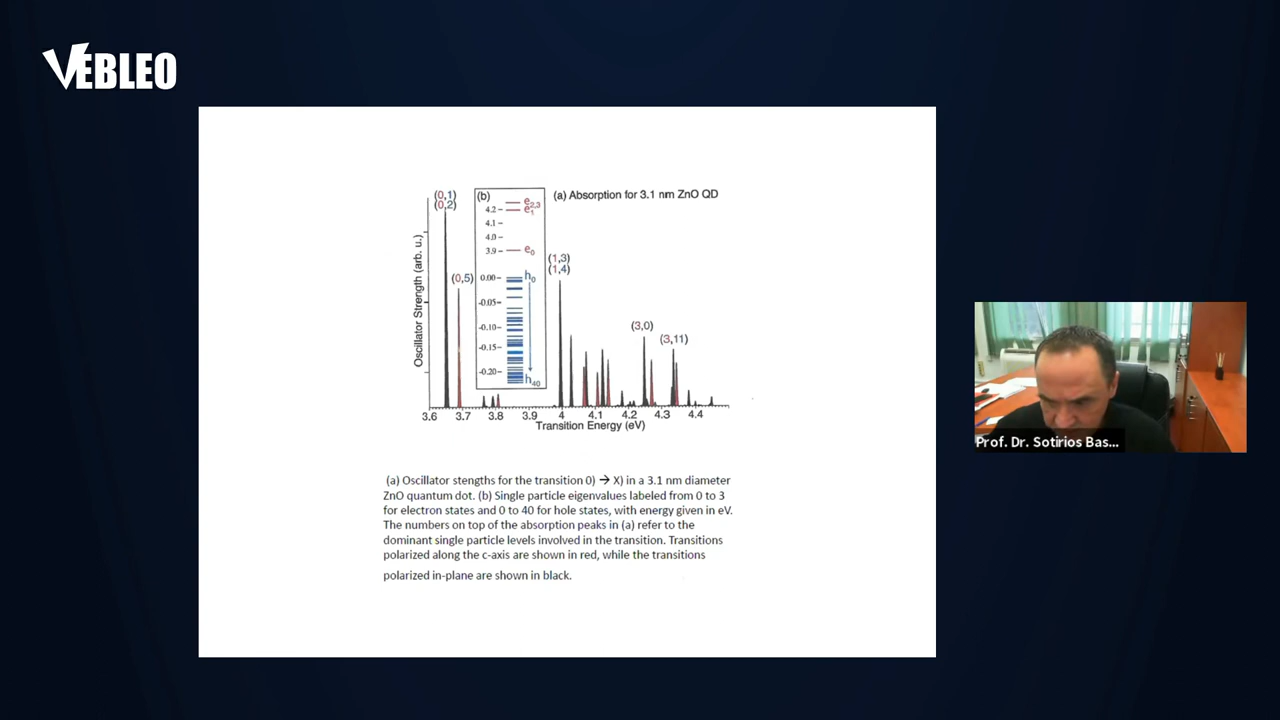 VEBLEO
(0,1)
(0,2)
(b)
(a) Absorption for 3.1 nm ZnO QD
e2,3
4.2
e1
4.1
4.0
3.9
e0
(0,5)
0.00
h0
(1,3)
(1,4)
-0.05
-0.10
-0.15
-0.20
h40
(3,0)
(3,11)
Oscillator Strength (arb. u.)
3.6 3.7 3.8 3.9 4 4.1 4.2 4.3 4.4
Transition Energy (eV)
(a) Oscillator stengths for the transition 0) → X) in a 3.1 nm diameter
ZnO quantum dot. (b) Single particle eigenvalues labeled from 0 to 3
for electron states and 0 to 40 for hole states, with energy given in eV.
The numbers on top of the absorption peaks in (a) refer to the
dominant single particle levels involved in the transition. Transitions
polarized along the c-axis are shown in red, while the transitions
polarized in-plane are shown in black.
Prof. Dr. Sotirios Bas...